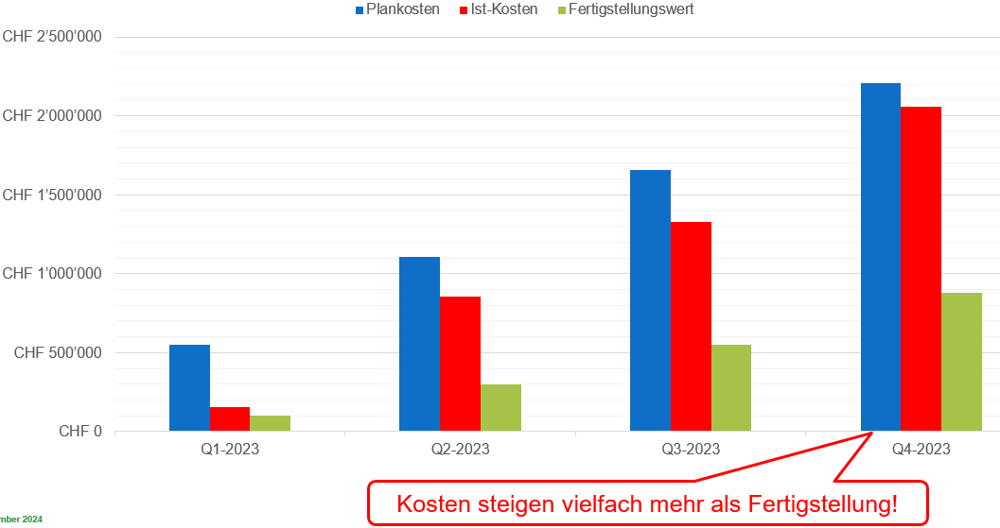 Plankosten Ist-Kosten Fertigstellungswert
CHF 2’500’000
CHF 2’000’000
CHF 1’500’000
CHF 1’000’000
CHF 500’000
CHF 0
Q1-2023 Q2-2023 Q3-2023 Q4-2023
Kosten steigen vielfach mehr als Fertigstellung!
mber 2024